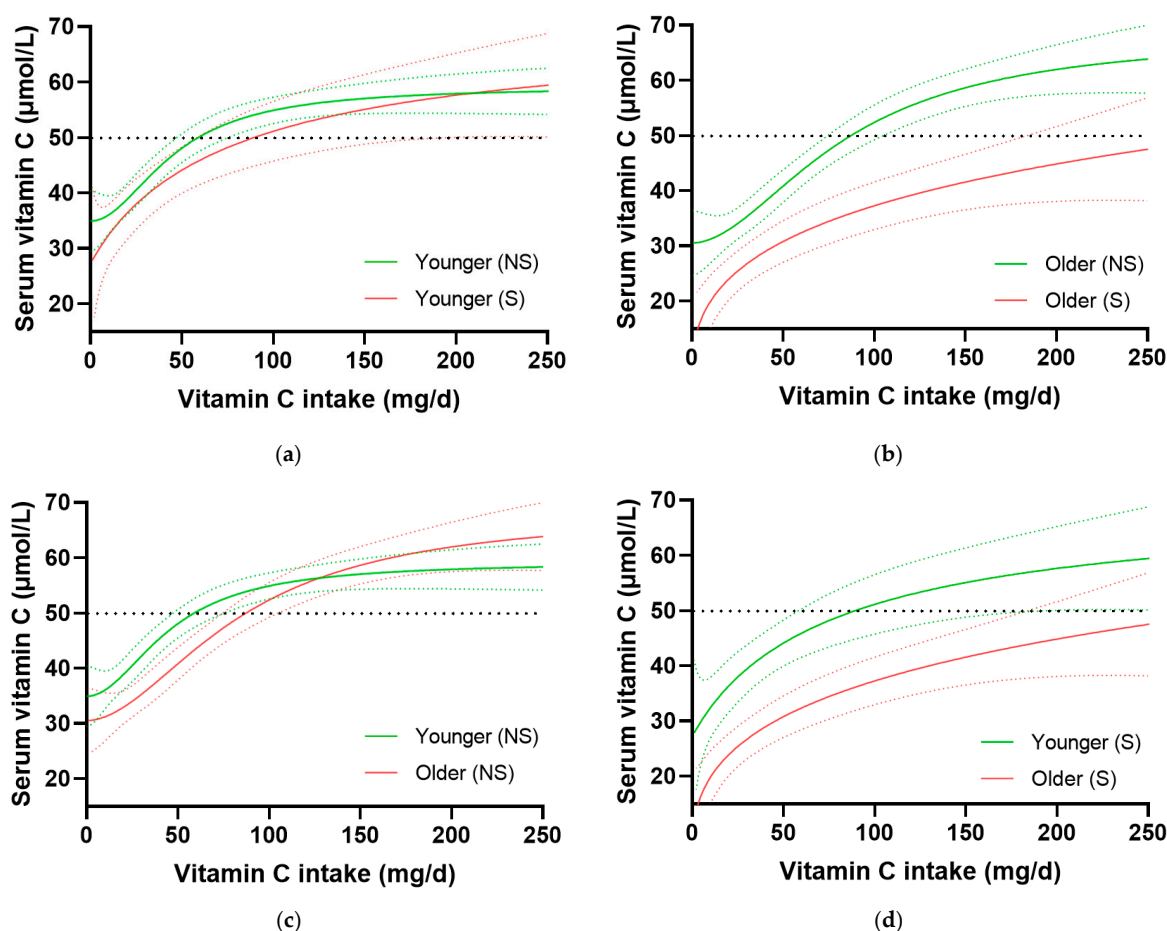 70
60
50
40
30
20
0 50 100 150 200 250
Serum vitamin C (µmol/L)
Vitamin C intake (mg/d)
Younger (NS)
Younger (S)
(a)
70
60
50
40
30
20
0 50 100 150 200 250
Serum vitamin C (µmol/L)
Vitamin C intake (mg/d)
Older (NS)
Older (S)
(b)
70
60
50
40
30
20
0 50 100 150 200 250
Serum vitamin C (µmol/L)
Vitamin C intake (mg/d)
Younger (NS)
Older (NS)
(c)
70
60
50
40
30
20
0 50 100 150 200 250
Serum vitamin C (µmol/L)
Vitamin C intake (mg/d)
Younger (S)
Older (S)
(d)